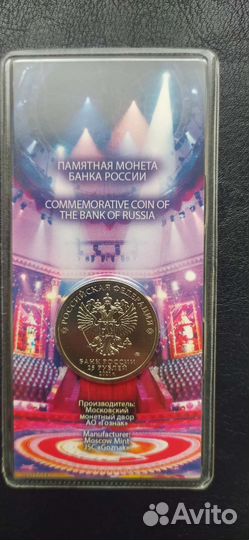 ПАМЯТНАЯ МОНЕТА
БАНКА РОССИИ
COMMEMORATIVE COIN OF
THE BANK OF RUSSIA
РОССИЙСКАЯ ФЕДЕРАЦИЯ
БАНК РОССИИ
25 РУБЛЕЙ
Производитель:
Московский
монетный двор
АО «Гознак»
Manufacturer:
Moscow Mint
JSC «Goznak»
Avito